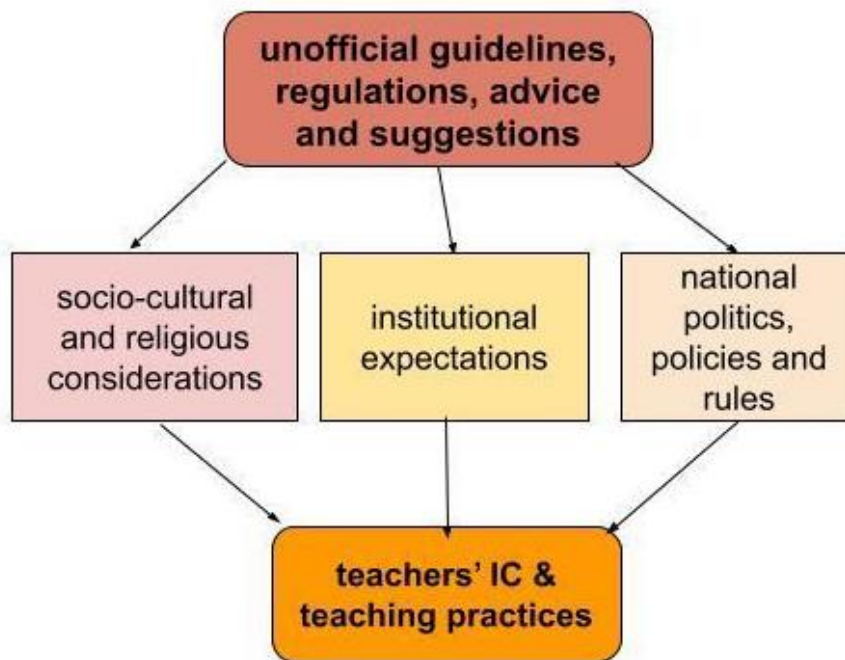 unofficial guidelines,
regulations, advice
and suggestions
socio-cultural
and religious
considerations
institutional
expectations
national
politics,
policies and
rules
teachers’ IC &
teaching practices